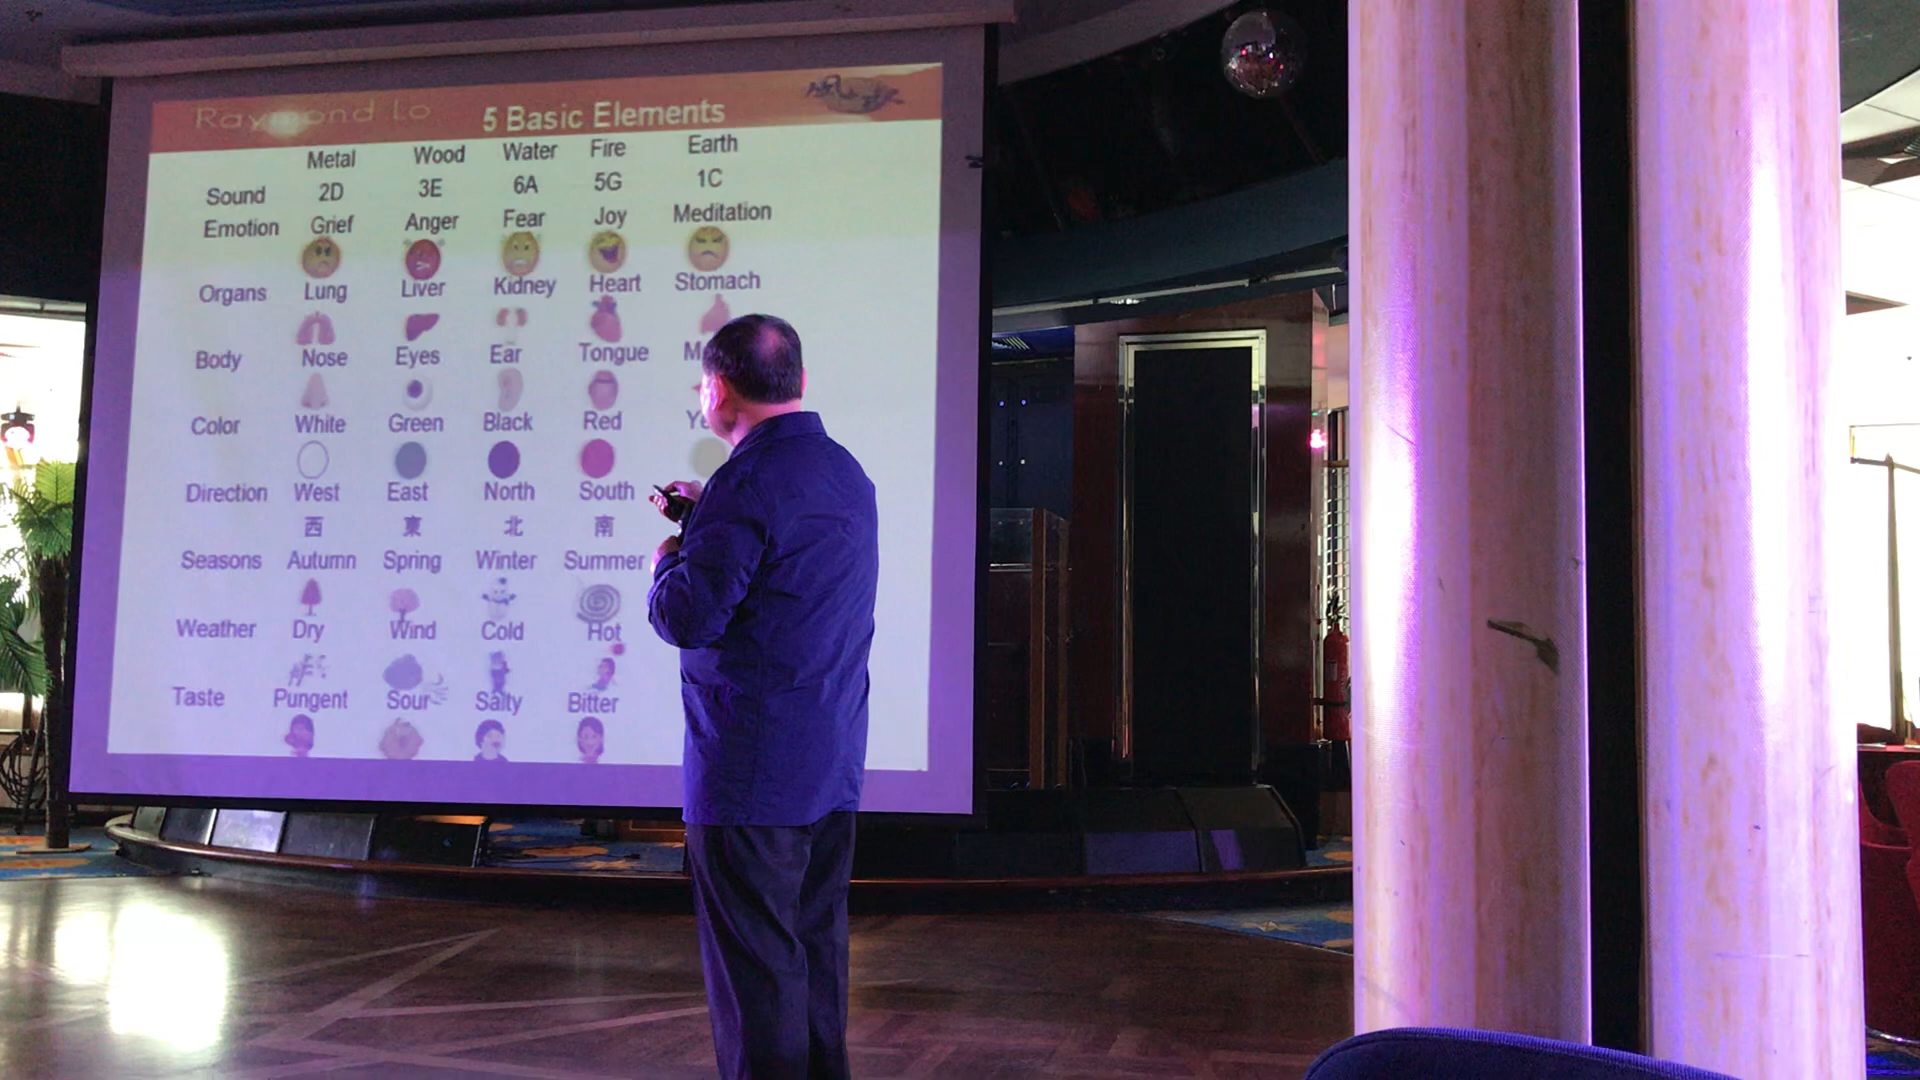 Raymond Lo 5 Basic Elements
Metal Wood Water Fire Earth
Sound 2D 3E 6A 5G 1C
Emotion Grief Anger Fear Joy Meditation
Organs Lung Liver Kidney Heart Stomach
Body Nose Eyes Ear Tongue
Color White Green Black Red
Direction West East North South
西 東 北 南
Seasons Autumn Spring Winter Summer
Weather Dry Wind Cold Hot
Taste Pungent Sour Salty Bitter